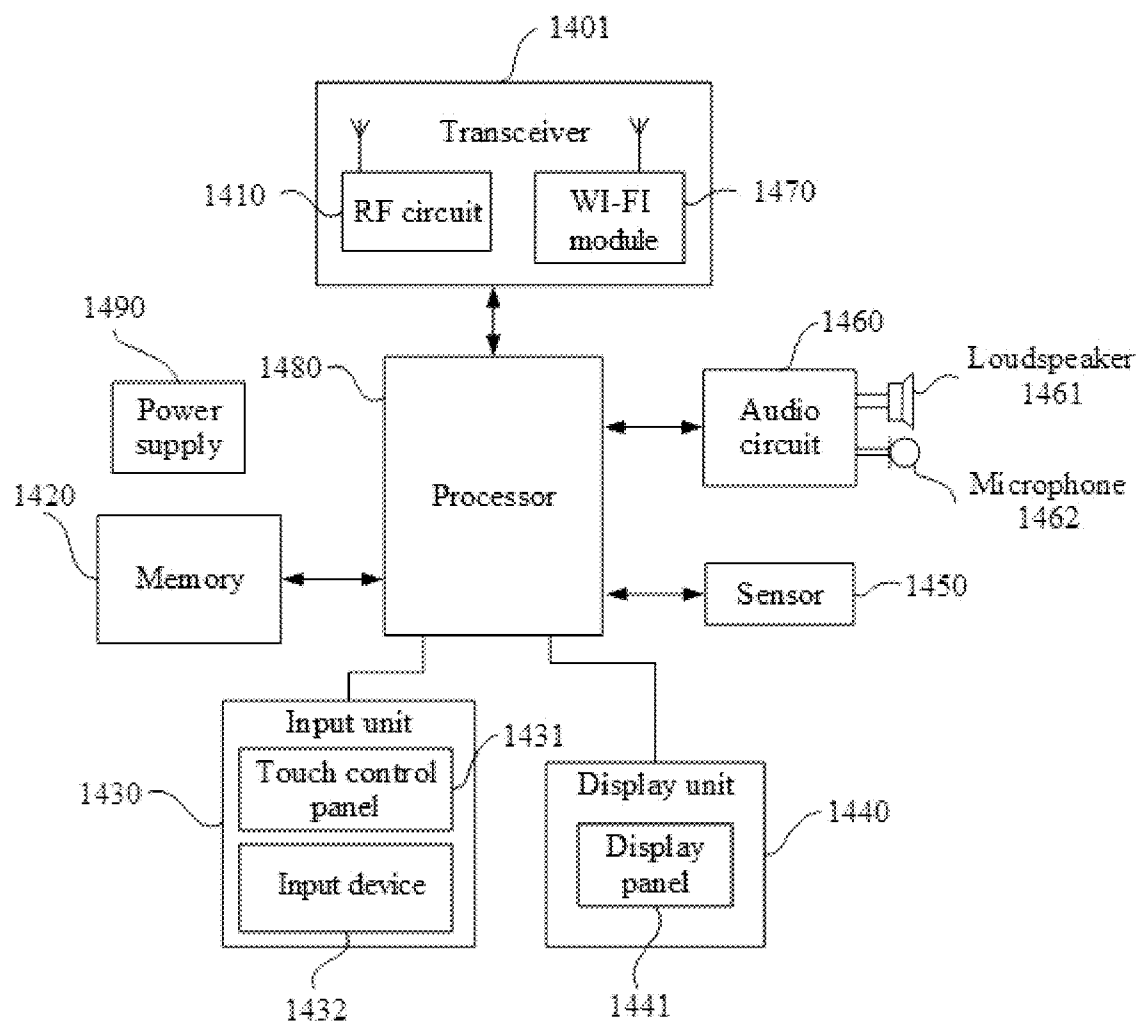 1401
Transceiver
1410
RF circuit
WI-FI
module
1470
1490
Power
supply
1480
Processor
1460
Audio
circuit
Loudspeaker
1461
Microphone
1462
1420
Memory
Sensor
1450
Input unit
1431
Touch control
panel
1430
Input device
1432
Display unit
1440
Display
panel
1441